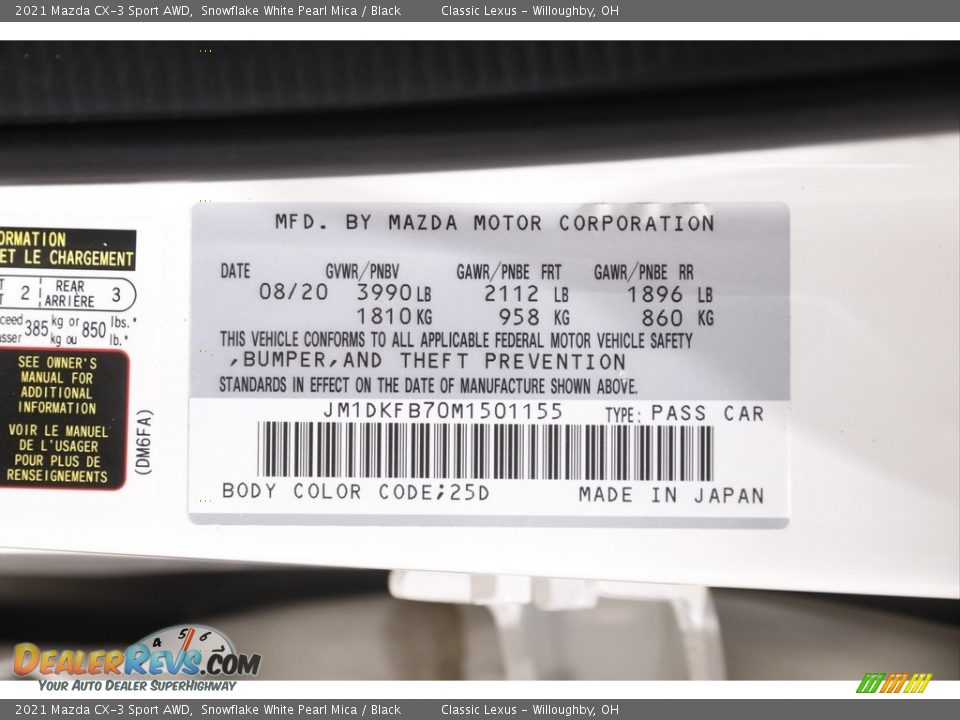 2021 Mazda CX-3 Sport AWD, Snowflake White Pearl Mica / Black Classic Lexus - Willoughby, OH
MFD. BY MAZDA MOTOR CORPORATION
DATE GVWR/PNBV GAWR/PNBE FRT GAWR/PNBE RR
08/20 3990 LB 2112 LB 1896 LB
1810 KG 958 KG 860 KG
THIS VEHICLE CONFORMS TO ALL APPLICABLE FEDERAL MOTOR VEHICLE SAFETY
,BUMPER,AND THEFT PREVENTION
STANDARDS IN EFFECT ON THE DATE OF MANUFACTURE SHOWN ABOVE.
JM1DKFB70M1501155 TYPE: PASS CAR
BODY COLOR CODE;25D MADE IN JAPAN
ORMATION
ET LE CHARGEMENT
2 REAR ARRIÈRE 3
385 kg or kg ou 850 lbs.* lb.*
SEE OWNER'S
MANUAL FOR
ADDITIONAL
INFORMATION
VOIR LE MANUEL
DE L'USAGER
POUR PLUS DE
RENSEIGNEMENTS
(DM6FA)
4 5 6
DEALERREVS.COM
YOUR AUTO DEALER SUPERHIGHWAY
2021 Mazda CX-3 Sport AWD, Snowflake White Pearl Mica / Black Classic Lexus - Willoughby, OH